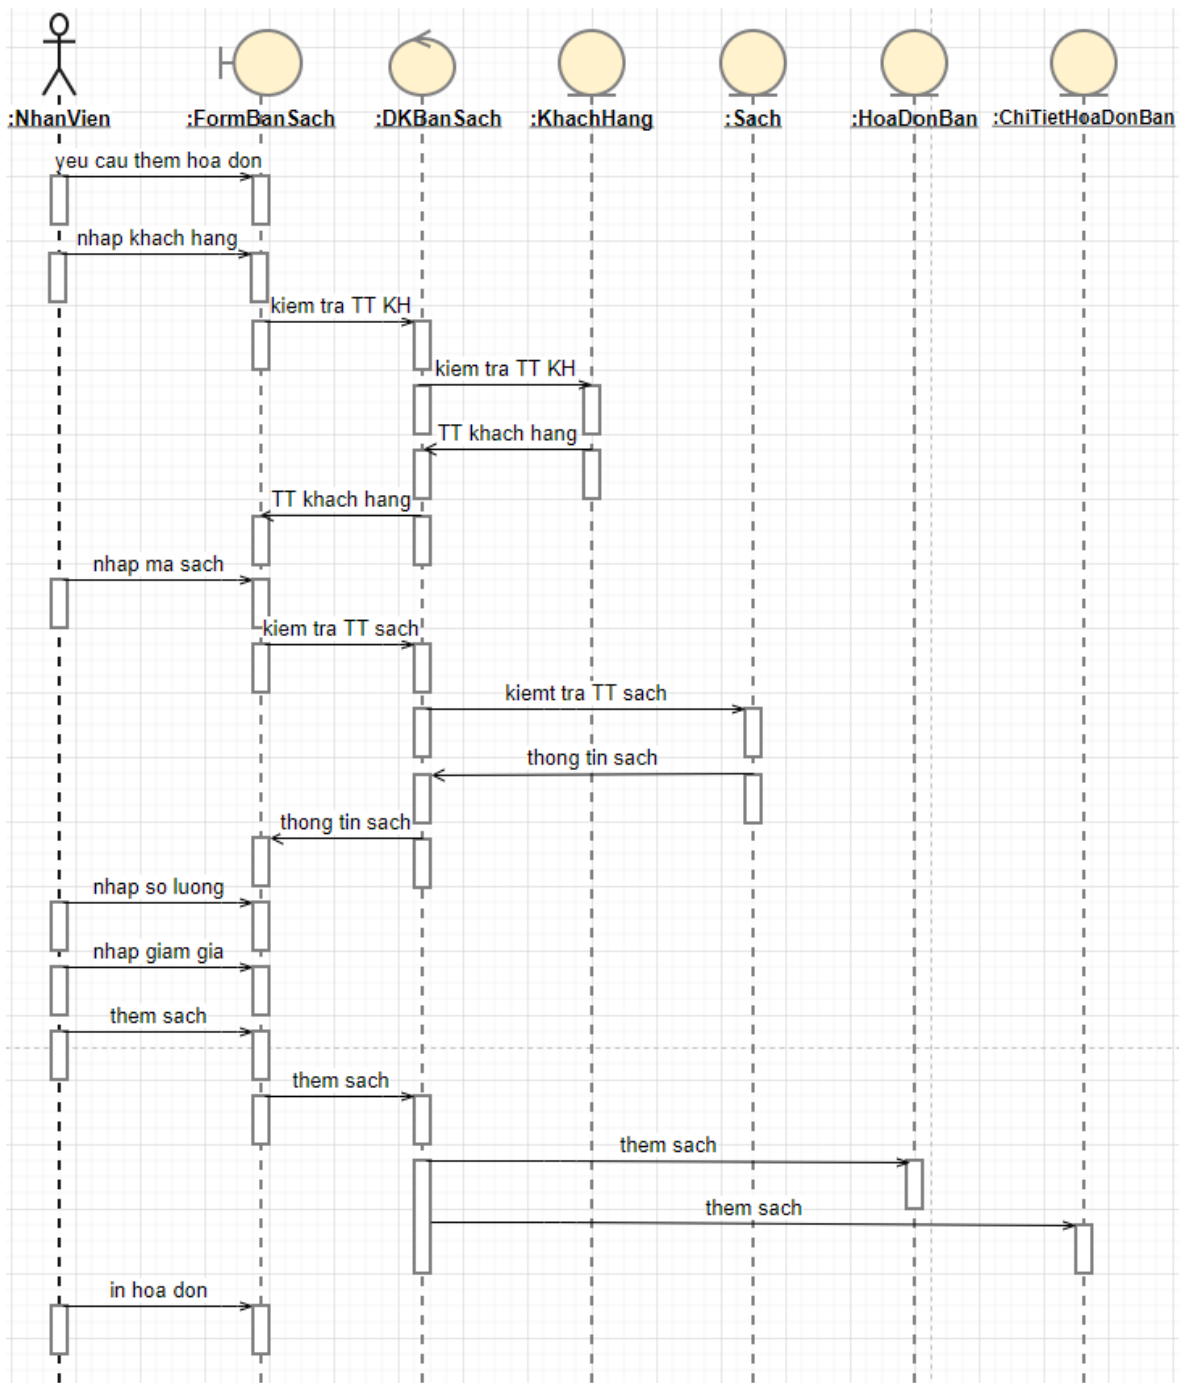 :NhanVien
:FormBanSach
:DKBanSach
:KhachHang
:Sach
:HoaDonBan
:ChiTietHoaDonBan
yeu cau them hoa don
nhap khach hang
kiem tra TT KH
kiem tra TT KH
TT khach hang
TT khach hang
nhap ma sach
kiem tra TT sach
kiemt tra TT sach
thong tin sach
thong tin sach
nhap so luong
nhap giam gia
them sach
them sach
them sach
them sach
in hoa don